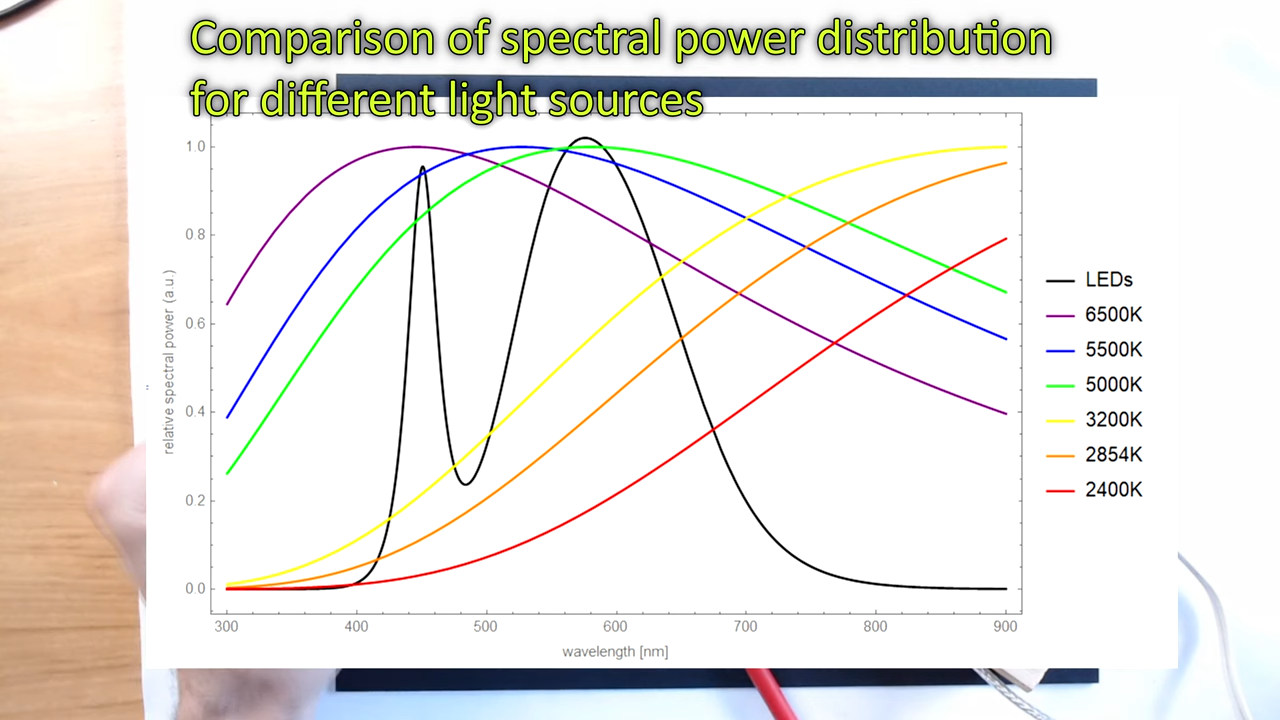 Comparison of spectral power distribution
for different light sources
1.0
0.8
0.6
0.4
0.2
0.0
relative spectral power (a.u.)
300 400 500 600 700 800 900
wavelength [nm]
LEDs
6500K
5500K
5000K
3200K
2854K
2400K